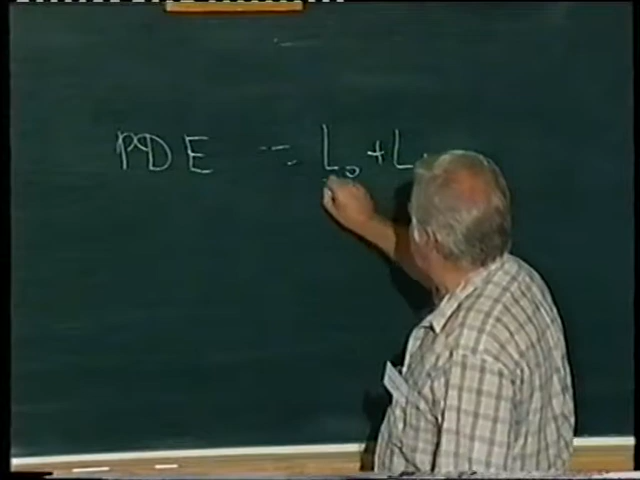 PDE = L₀ + L